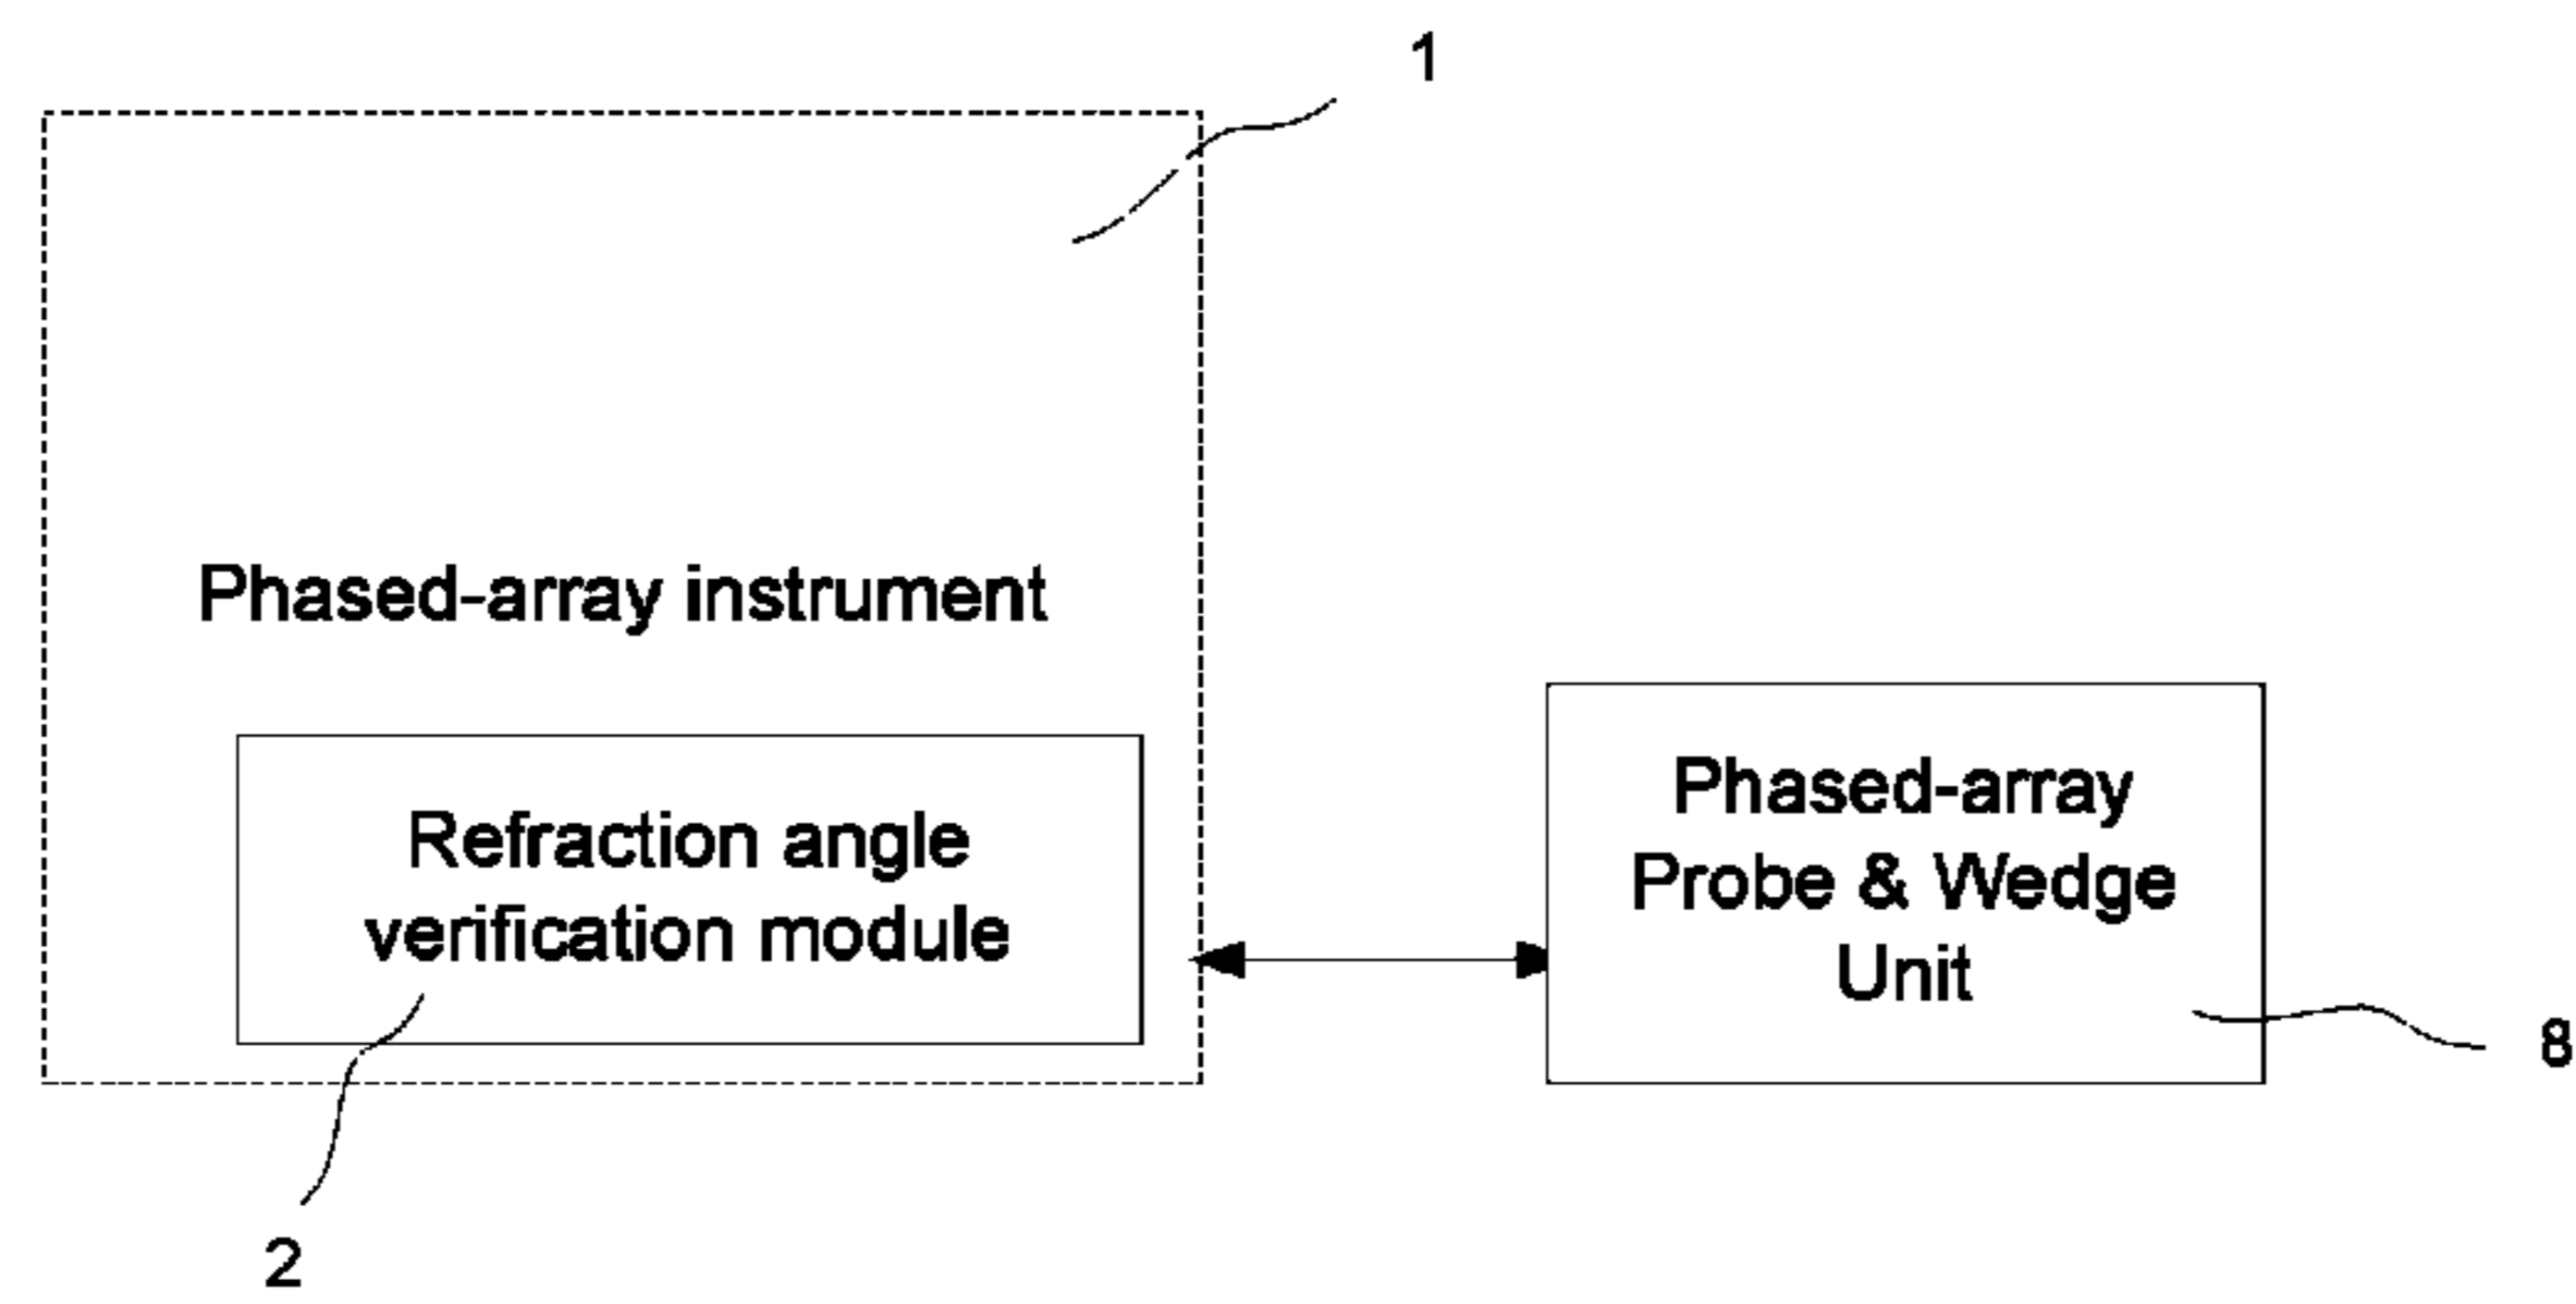 1
Phased-array instrument
Refraction angle
verification module
Phased-array
Probe & Wedge
Unit
8
2